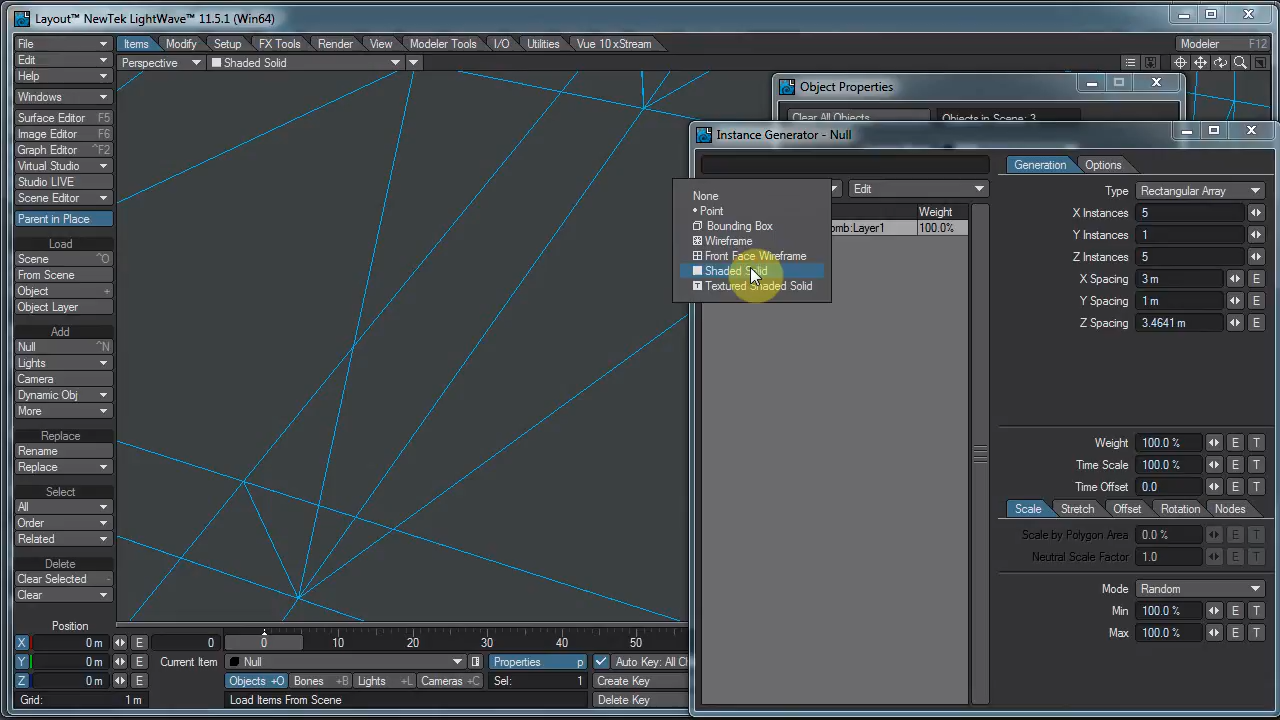 Layout™ NewTek LightWave™ 11.5.1 (Win64)
File
Items
Modify
Setup
FX Tools
Render
View
Modeler Tools
I/O
Utilities
Vue 10 xStream
Modeler F12
Edit
Help
Perspective
Shaded Solid
Windows
Surface Editor F5
Image Editor F6
Graph Editor ^F2
Virtual Studio
Studio LIVE
Scene Editor
Parent in Place
Load
Scene ^O
From Scene
Object +
Object Layer
Add
Null ^N
Lights
Camera
Dynamic Obj
More
Replace
Rename
Replace
Select
All
Order
Related
Delete
Clear Selected -
Clear
Object Properties
Clear All Objects
Objects in Scene: 3
Instance Generator - Null
Edit
Weight
omb:Layer1 100.0%
None
Point
Bounding Box
Wireframe
Front Face Wireframe
Shaded Solid
Textured Shaded Solid
Generation
Options
Type Rectangular Array
X Instances 5
Y Instances 1
Z Instances 5
X Spacing 3 m E
Y Spacing 1 m E
Z Spacing 3.4641 m E
Weight 100.0 % E T
Time Scale 100.0 % E T
Time Offset 0.0 E T
Scale
Stretch
Offset
Rotation
Nodes
Scale by Polygon Area 0.0 % E T
Neutral Scale Factor 1.0 E T
Mode Random
Min 100.0 % E T
Max 100.0 % E T
Position
X 0 m E
Y 0 m E
Z 0 m E
Grid: 1 m
0
0 10 20 30 40 50
Current Item Null
Properties p
Auto Key: All Ch
Objects +O
Bones +B
Lights +L
Cameras +C
Sel: 1
Create Key
Load Items From Scene
Delete Key